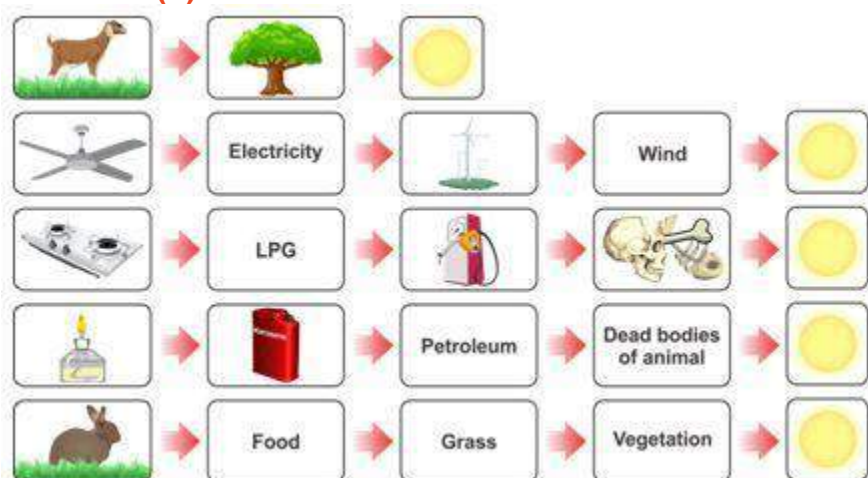 Electricity
Wind
LPG
Petroleum
Dead bodies
of animal
Food
Grass
Vegetation